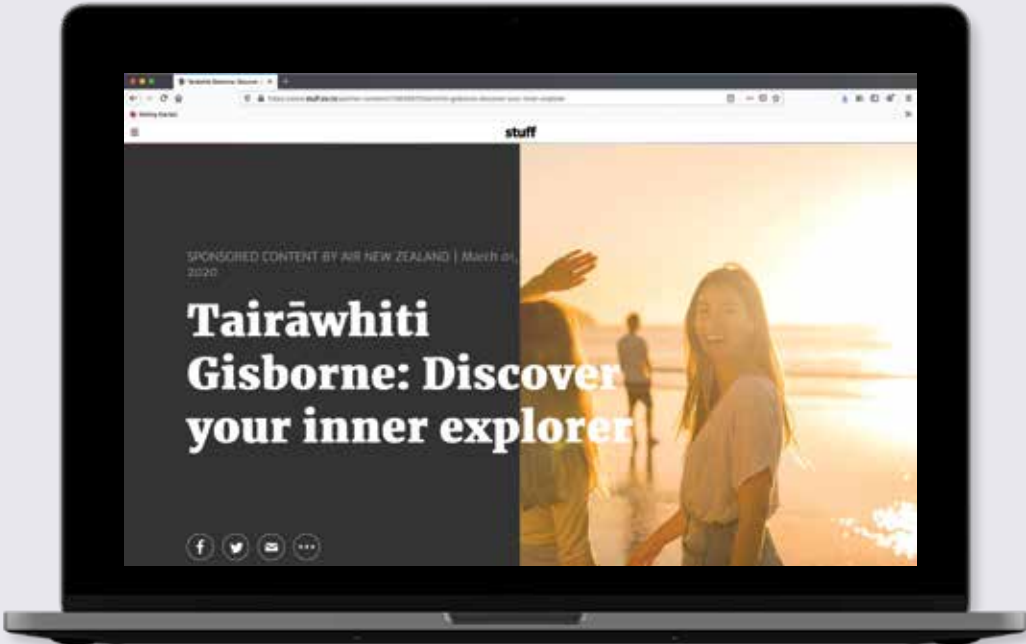 stuff
SPONSORED CONTENT BY AIR NEW ZEALAND | March 01,
2020
Tairāwhiti
Gisborne: Discover
your inner explorer